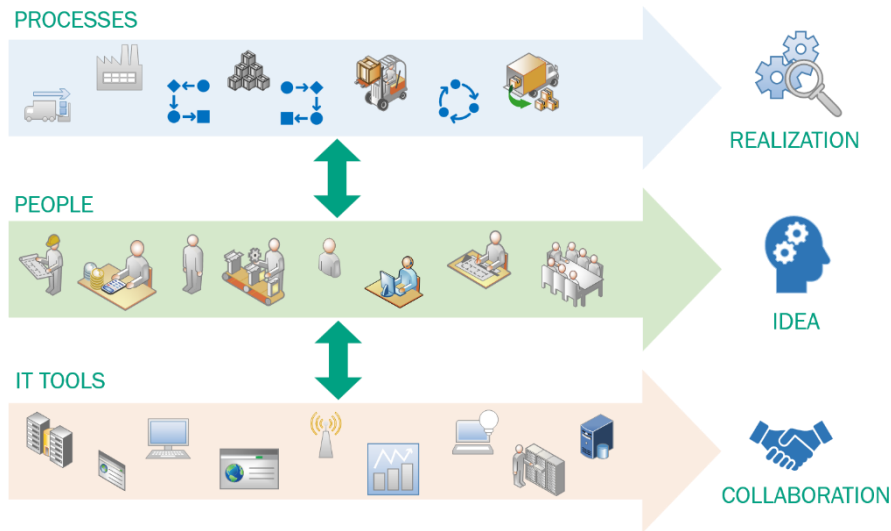 PROCESSES
REALIZATION
PEOPLE
IDEA
IT TOOLS
COLLABORATION